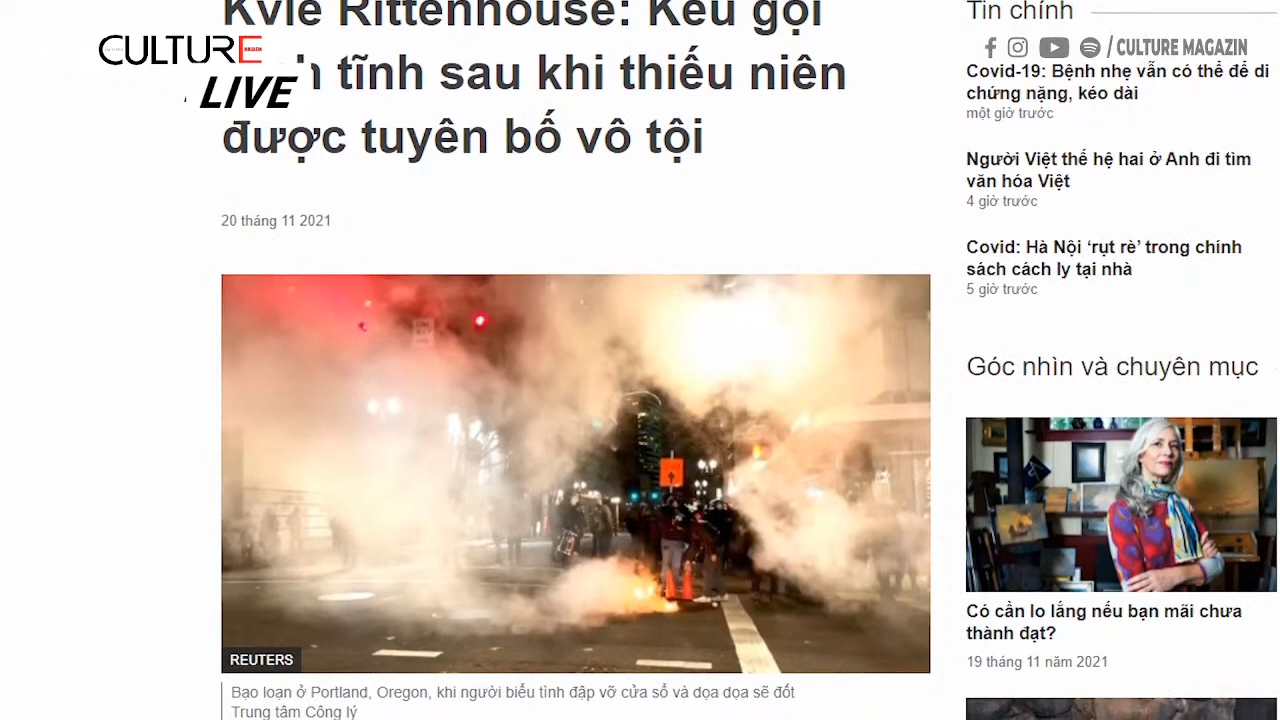 Kyle Rittenhouse: Kêu gọi
tĩnh sau khi thiếu niên
được tuyên bố vô tội
20 tháng 11 2021
CULTURE
MAGAZIN
LIVE
REUTERS
Bạo loạn ở Portland, Oregon, khi người biểu tình đập vỡ cửa sổ và dọa dọa sẽ đốt
Trung tâm Công lý
Tin chính
/ CULTURE MAGAZIN
Covid-19: Bệnh nhẹ vẫn có thể để di
chứng nặng, kéo dài
một giờ trước
Người Việt thế hệ hai ở Anh đi tìm
văn hóa Việt
4 giờ trước
Covid: Hà Nội ‘rụt rè’ trong chính
sách cách ly tại nhà
5 giờ trước
Góc nhìn và chuyên mục
Có cần lo lắng nếu bạn mãi chưa
thành đạt?
19 tháng 11 năm 2021